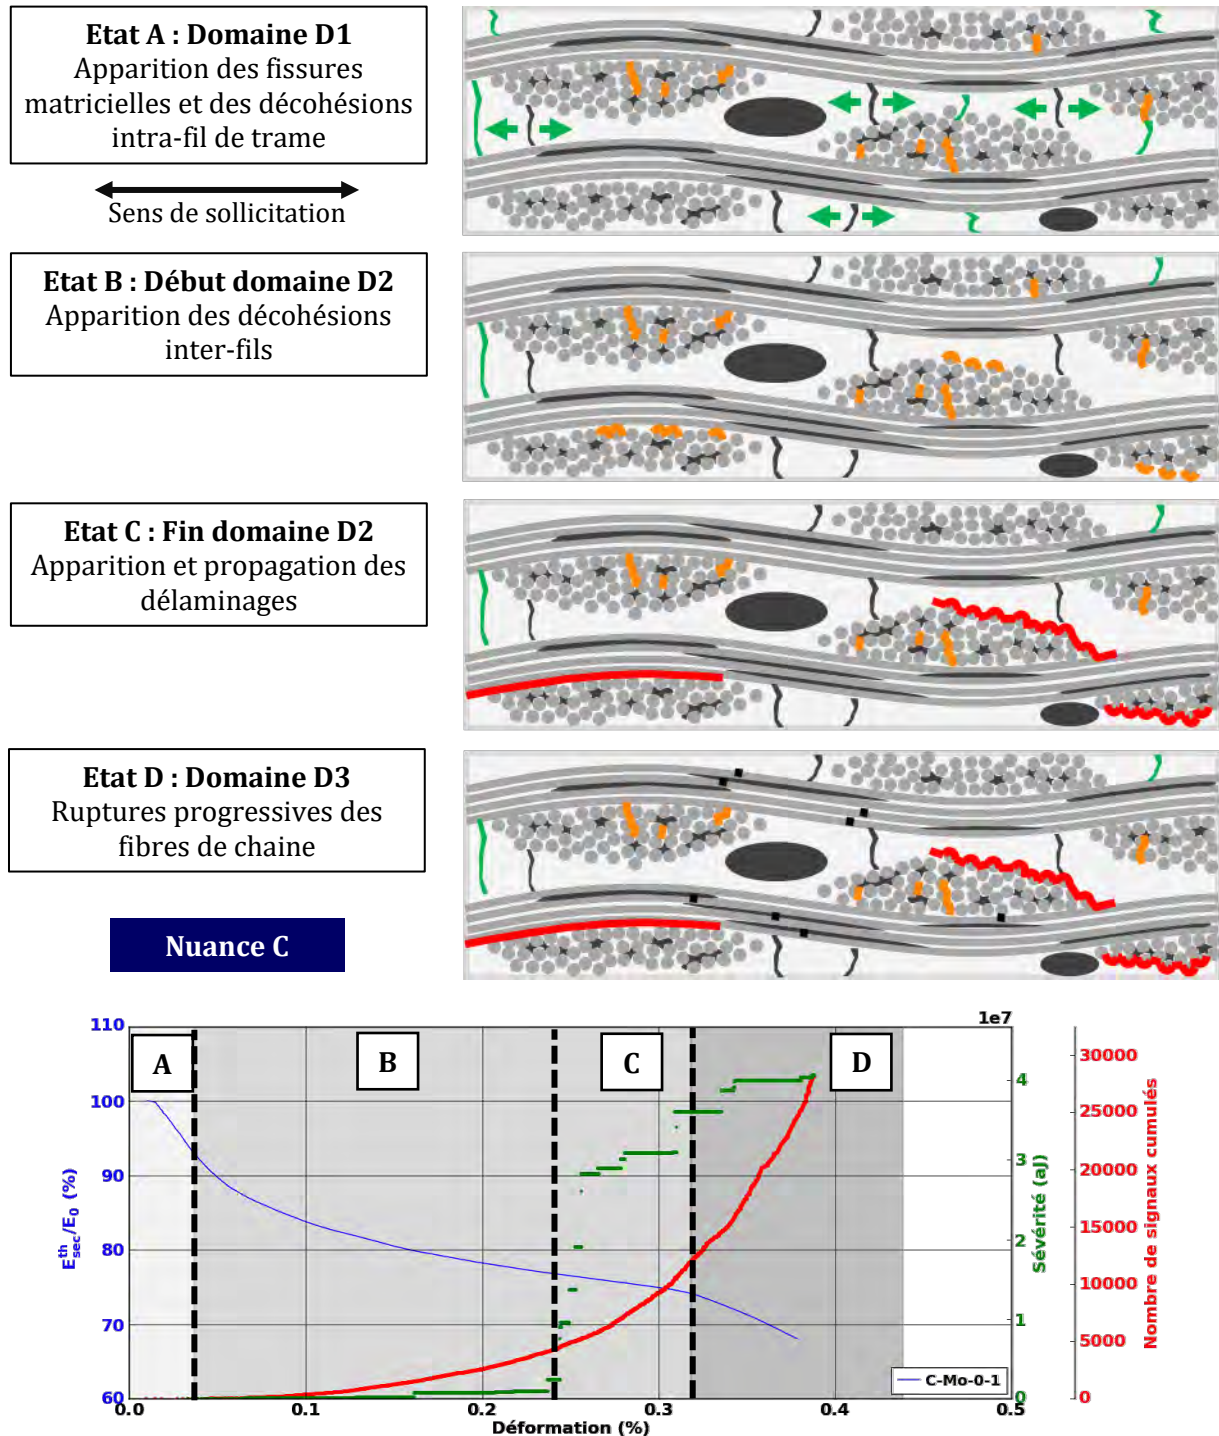 Etat A : Domaine D1
Apparition des fissures
matricielles et des décohésions
intra-fil de trame
Sens de sollicitation
Etat B : Début domaine D2
Apparition des décohésions
inter-fils
Etat C : Fin domaine D2
Apparition et propagation des
délaminages
Etat D : Domaine D3
Ruptures progressives des
fibres de chaine
Nuance C
110
100
90
80
70
60
E_sec^th/E_0 (%)
A
B
C
D
1e7
4
3
2
1
0
Sévérité (aJ)
30000
25000
20000
15000
10000
5000
0
Nombre de signaux cumulés
C-Mo-0-1
0.0
0.1
0.2
0.3
0.4
0.5
Déformation (%)